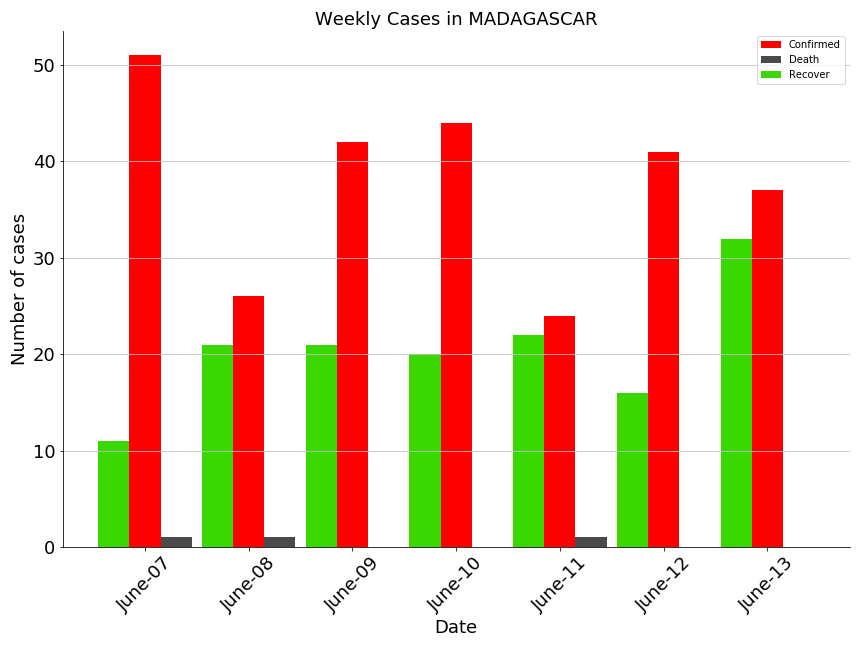 Weekly Cases in MADAGASCAR
Confirmed
Death
Recover
Number of cases
50
40
30
20
10
0
June-07
June-08
June-09
June-10
June-11
June-12
June-13
Date